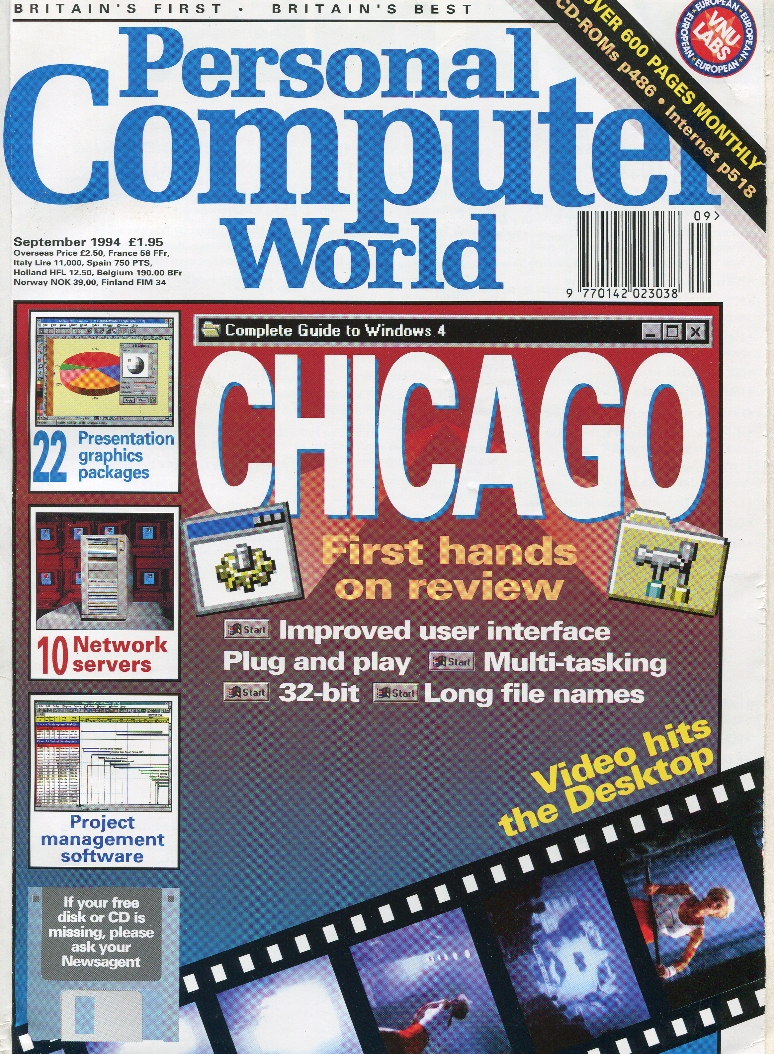 BRITAIN'S FIRST · BRITAIN'S BEST
OVER 600 PAGES MONTHLY
CD-ROMs p486 • Internet p518
EUROPEAN · EUROPEAN · EUROPEAN · EUROPEAN
VNU
LABS
Personal
Computer
World
September 1994 £1.95
Overseas Price £2.50, France 58 FFr,
Italy Lire 11,000, Spain 750 PTS,
Holland HFL 12.50, Belgium 190.00 BFr
Norway NOK 39,00, Finland FIM 34
09>
9 770142 023038
Complete Guide to Windows 4
CHICAGO
First hands
on review
Start Improved user interface
Plug and play Start Multi-tasking
Start 32-bit Start Long file names
22 Presentation
graphics
packages
10 Network
servers
Project
management
software
Video hits
the Desktop
If your free
disk or CD is
missing, please
ask your
Newsagent